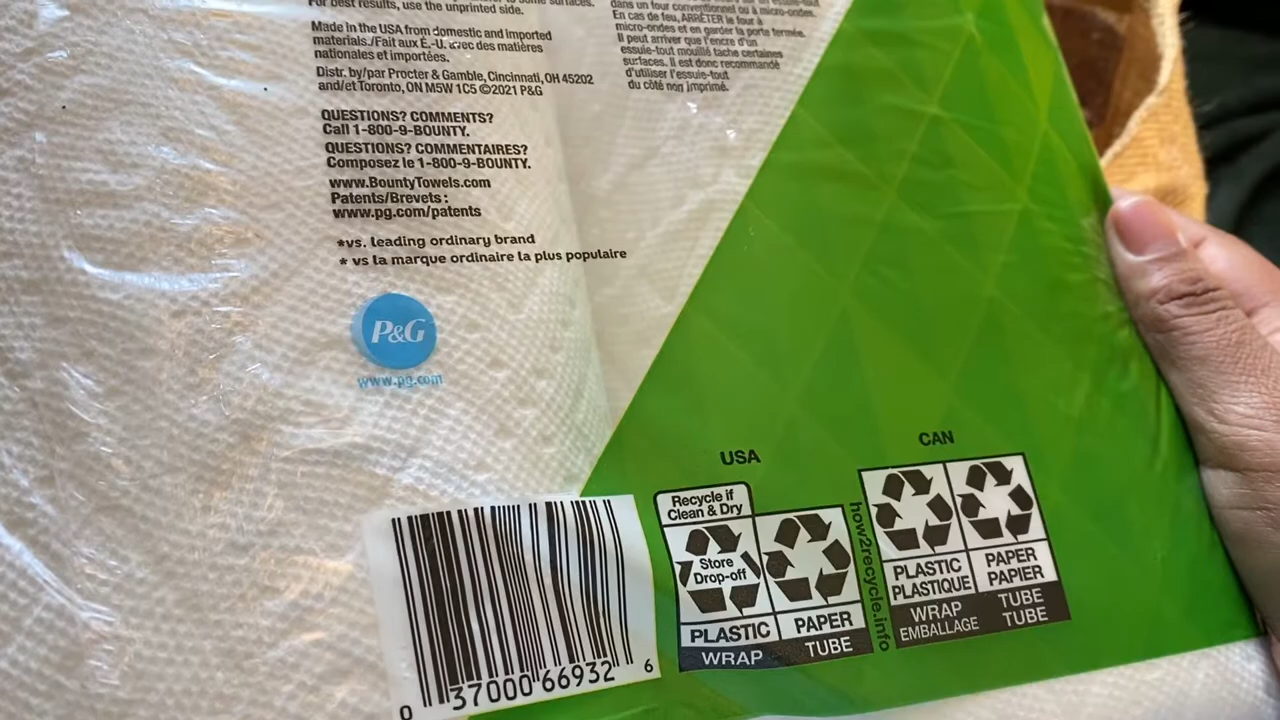 For best results, use the unprinted side.
Made in the USA from domestic and imported
materials./Fait aux É.-U. avec des matières
nationales et importées.
Distr. by/par Procter & Gamble, Cincinnati, OH 45202
and/et Toronto, ON M5W 1C5 ©2021 P&G
QUESTIONS? COMMENTS?
Call 1-800-9-BOUNTY.
QUESTIONS? COMMENTAIRES?
Composez le 1-800-9-BOUNTY.
www.BountyTowels.com
Patents/Brevets :
www.pg.com/patents
*vs. leading ordinary brand
* vs la marque ordinaire la plus populaire
P&G
www.pg.com
dans un four conventionnel ou à micro-ondes.
En cas de feu, ARRÊTER le four à
micro-ondes et en garder la porte fermée.
Il peut arriver que l'encre d'un
essuie-tout mouillé tache certaines
surfaces. Il est donc recommandé
d'utiliser l'essuie-tout
du côté non imprimé.
USA
Recycle if
Clean & Dry
Store
Drop-off
PLASTIC
WRAP
PAPER
TUBE
how2recycle.info
CAN
PLASTIC
PLASTIQUE
WRAP
EMBALLAGE
PAPER
PAPIER
TUBE
TUBE
0 37000 66932 6